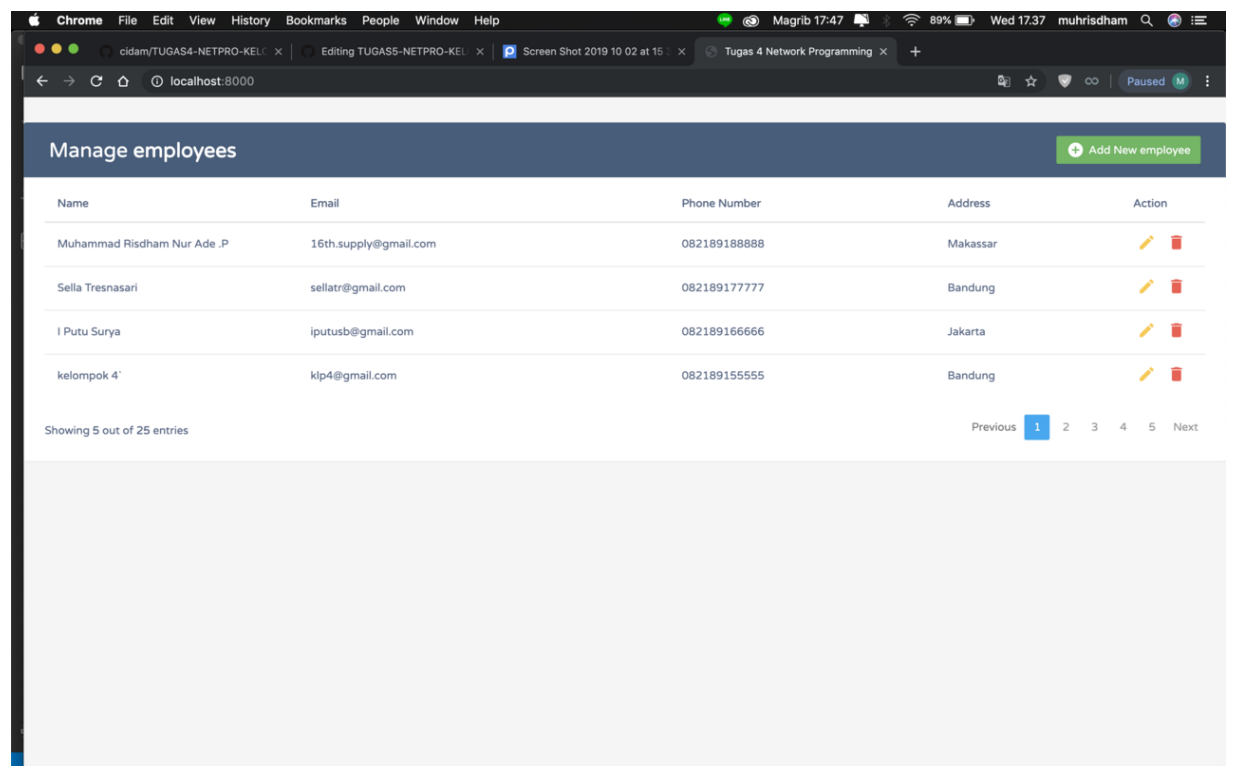 Chrome File Edit View History Bookmarks People Window Help Magrib 17:47 89% Wed 17.37 muhrisdham
cidam/TUGAS4-NETPRO-KELO Editing TUGAS5-NETPRO-KEL Screen Shot 2019 10 02 at 15 Tugas 4 Network Programming
localhost:8000 Paused M
Manage employees Add New employee
Name Email Phone Number Address Action
Muhammad Risdham Nur Ade .P 16th.supply@gmail.com 082189188888 Makassar
Sella Tresnasari sellatr@gmail.com 082189177777 Bandung
I Putu Surya iputusb@gmail.com 082189166666 Jakarta
kelompok 4` klp4@gmail.com 082189155555 Bandung
Showing 5 out of 25 entries Previous 1 2 3 4 5 Next